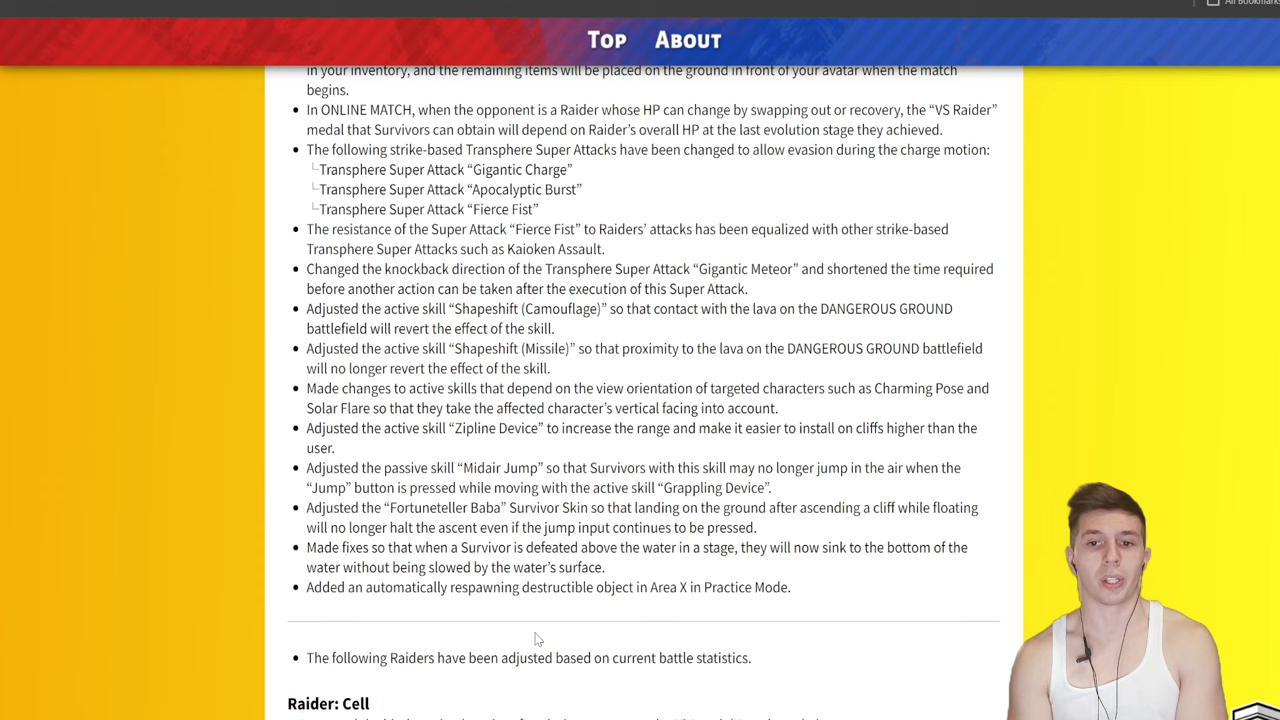 All Bookmarks
Top About
in your inventory, and the remaining items will be placed on the ground in front of your avatar when the match
begins.
• In ONLINE MATCH, when the opponent is a Raider whose HP can change by swapping out or recovery, the “VS Raider”
medal that Survivors can obtain will depend on Raider’s overall HP at the last evolution stage they achieved.
• The following strike-based Transphere Super Attacks have been changed to allow evasion during the charge motion:
└Transphere Super Attack “Gigantic Charge”
└Transphere Super Attack “Apocalyptic Burst”
└Transphere Super Attack “Fierce Fist”
• The resistance of the Super Attack “Fierce Fist” to Raiders’ attacks has been equalized with other strike-based
Transphere Super Attacks such as Kaioken Assault.
• Changed the knockback direction of the Transphere Super Attack “Gigantic Meteor” and shortened the time required
before another action can be taken after the execution of this Super Attack.
• Adjusted the active skill “Shapeshift (Camouflage)” so that contact with the lava on the DANGEROUS GROUND
battlefield will revert the effect of the skill.
• Adjusted the active skill “Shapeshift (Missile)” so that proximity to the lava on the DANGEROUS GROUND battlefield
will no longer revert the effect of the skill.
• Made changes to active skills that depend on the view orientation of targeted characters such as Charming Pose and
Solar Flare so that they take the affected character’s vertical facing into account.
• Adjusted the active skill “Zipline Device” to increase the range and make it easier to install on cliffs higher than the
user.
• Adjusted the passive skill “Midair Jump” so that Survivors with this skill may no longer jump in the air when the
“Jump” button is pressed while moving with the active skill “Grappling Device”.
• Adjusted the “Fortuneteller Baba” Survivor Skin so that landing on the ground after ascending a cliff while floating
will no longer halt the ascent even if the jump input continues to be pressed.
• Made fixes so that when a Survivor is defeated above the water in a stage, they will now sink to the bottom of the
water without being slowed by the water’s surface.
• Added an automatically respawning destructible object in Area X in Practice Mode.
• The following Raiders have been adjusted based on current battle statistics.
Raider: Cell